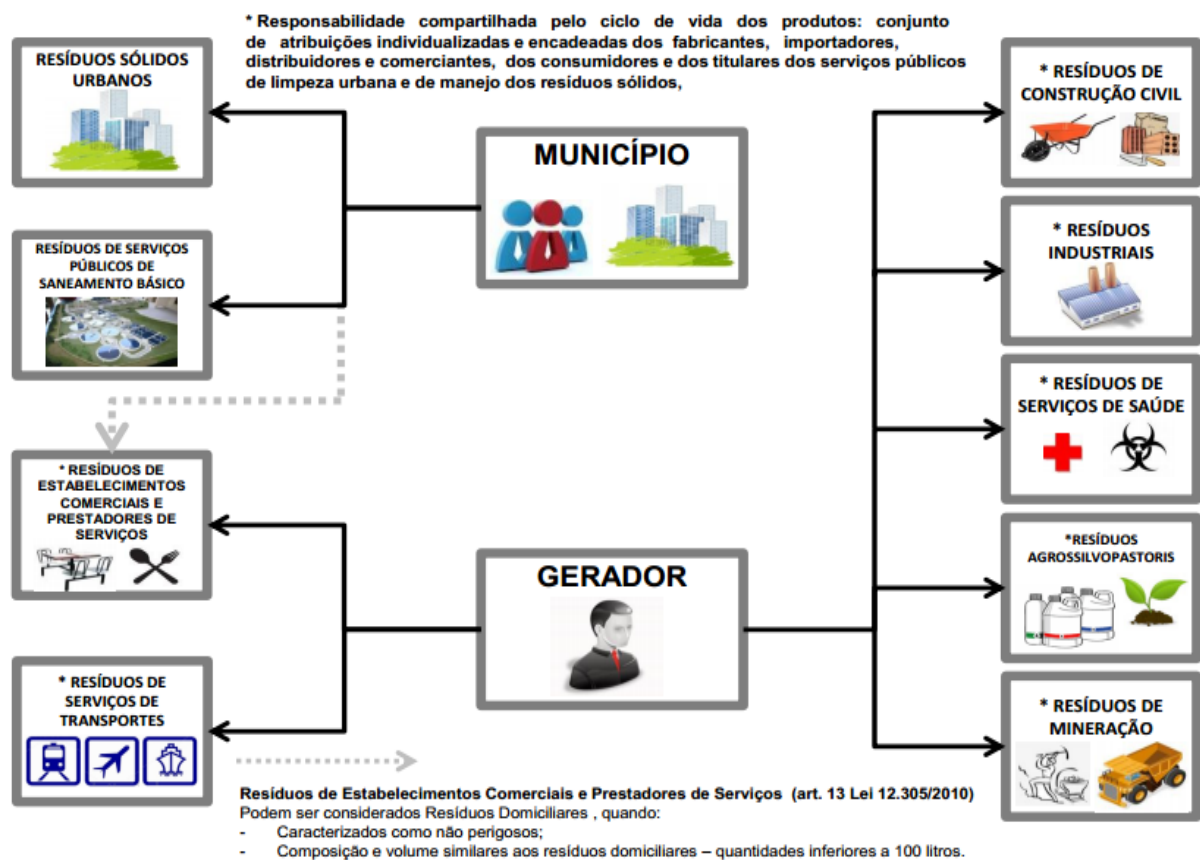 * Responsabilidade compartilhada pelo ciclo de vida dos produtos: conjunto
de atribuições individualizadas e encadeadas dos fabricantes, importadores,
distribuidores e comerciantes, dos consumidores e dos titulares dos serviços públicos
de limpeza urbana e de manejo dos resíduos sólidos,
RESÍDUOS SÓLIDOS
URBANOS
RESÍDUOS DE SERVIÇOS
PÚBLICOS DE
SANEAMENTO BÁSICO
MUNICÍPIO
* RESÍDUOS DE
ESTABELECIMENTOS
COMERCIAIS E
PRESTADORES DE
SERVIÇOS
* RESÍDUOS DE
SERVIÇOS DE
TRANSPORTES
GERADOR
* RESÍDUOS DE
CONSTRUÇÃO CIVIL
* RESÍDUOS
INDUSTRIAIS
* RESÍDUOS DE
SERVIÇOS DE SAÚDE
*RESÍDUOS
AGROSSILVOPASTORIS
* RESÍDUOS DE
MINERAÇÃO
Resíduos de Estabelecimentos Comerciais e Prestadores de Serviços (art. 13 Lei 12.305/2010)
Podem ser considerados Resíduos Domiciliares , quando:
- Caracterizados como não perigosos;
- Composição e volume similares aos resíduos domiciliares – quantidades inferiores a 100 litros.